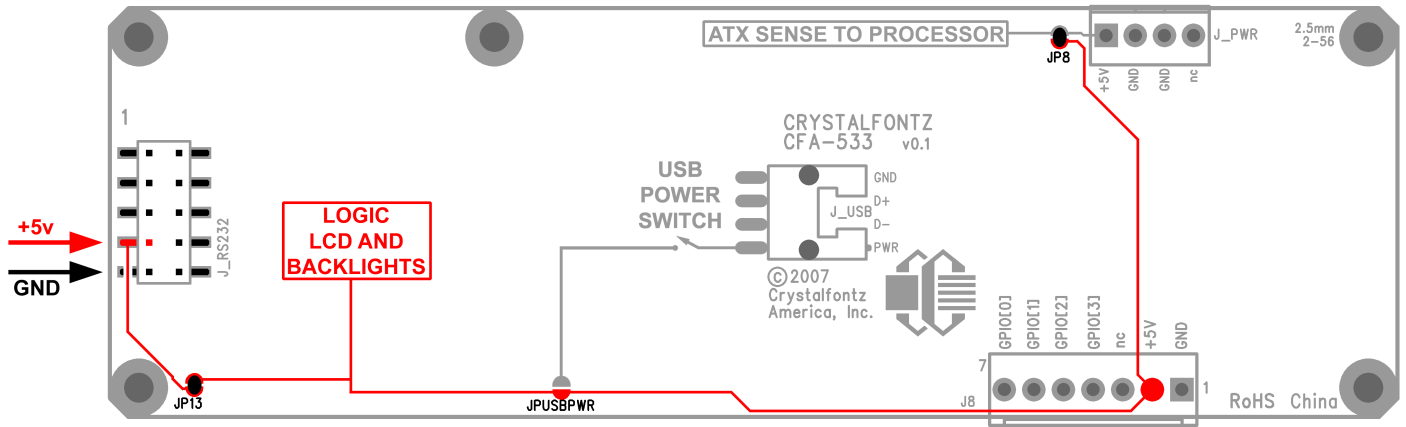 ATX SENSE TO PROCESSOR
JP8
J_PWR
2.5mm
2-56
+5V
GND
GND
nc
1
CRYSTALFONTZ
CFA-533 v0.1
USB
POWER
SWITCH
GND
D+
J_USB
D-
PWR
+5v
GND
J_RS232
LOGIC
LCD AND
BACKLIGHTS
©2007
Crystalfontz
America, Inc.
GPIO[0]
GPIO[1]
GPIO[2]
GPIO[3]
nc
+5V
GND
7
J8
1
JP13
JPUSBPWR
RoHS China